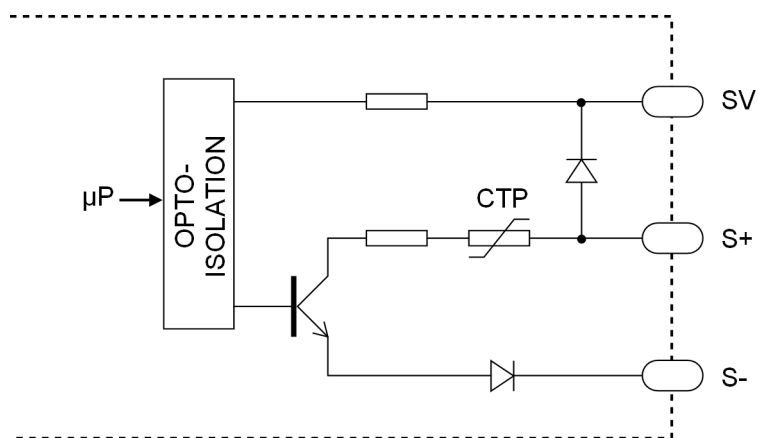 SV
OPTO-
ISOLATION
µP
CTP
S+
S-